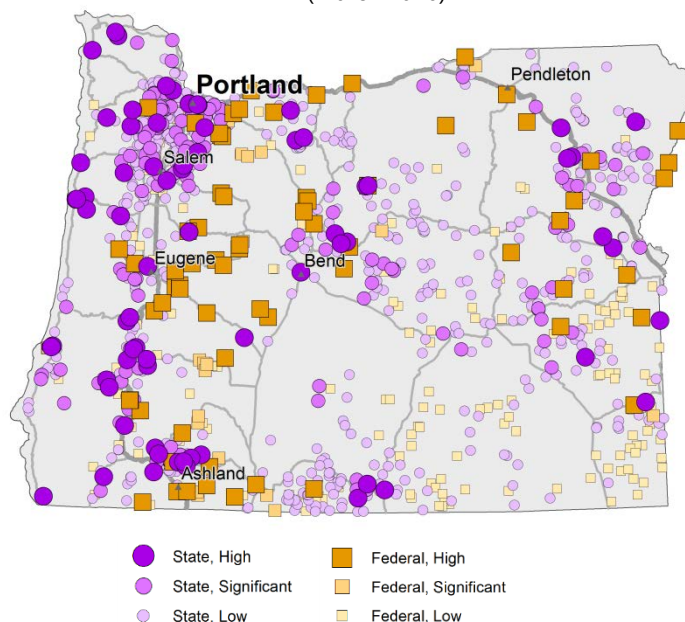 Portland
Pendleton
Salem
Eugene
Bend
Ashland
State, High
Federal, High
State, Significant
Federal, Significant
State, Low
Federal, Low